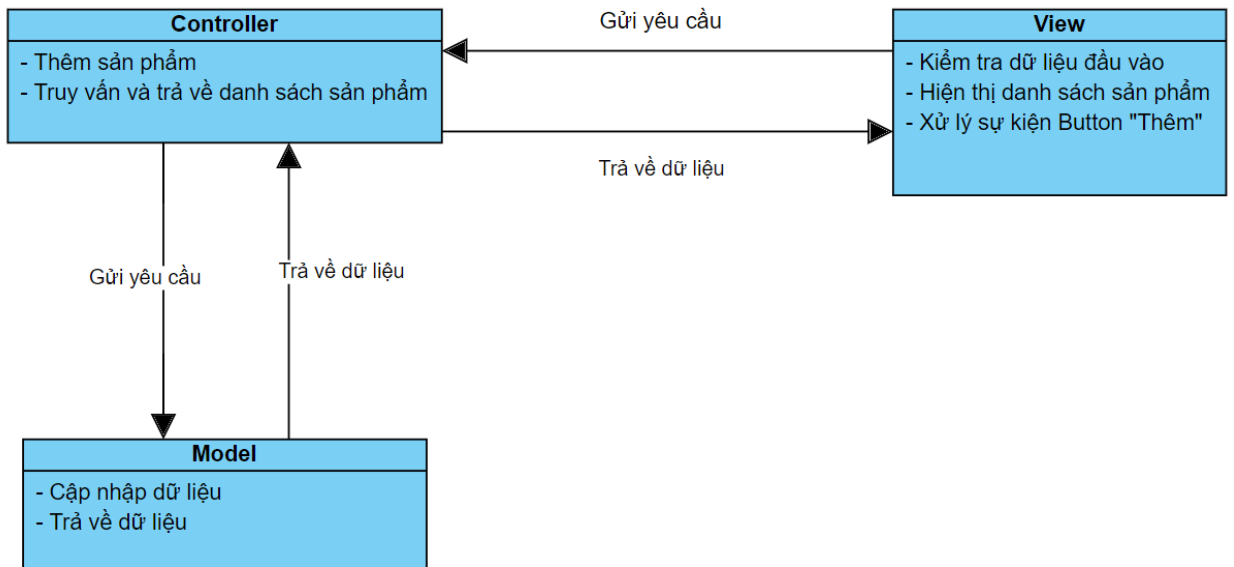 Controller
- Thêm sản phẩm
- Truy vấn và trả về danh sách sản phẩm
Gửi yêu cầu
View
- Kiểm tra dữ liệu đầu vào
- Hiện thị danh sách sản phẩm
- Xử lý sự kiện Button "Thêm"
Trả về dữ liệu
Gửi yêu cầu
Trả về dữ liệu
Model
- Cập nhập dữ liệu
- Trả về dữ liệu